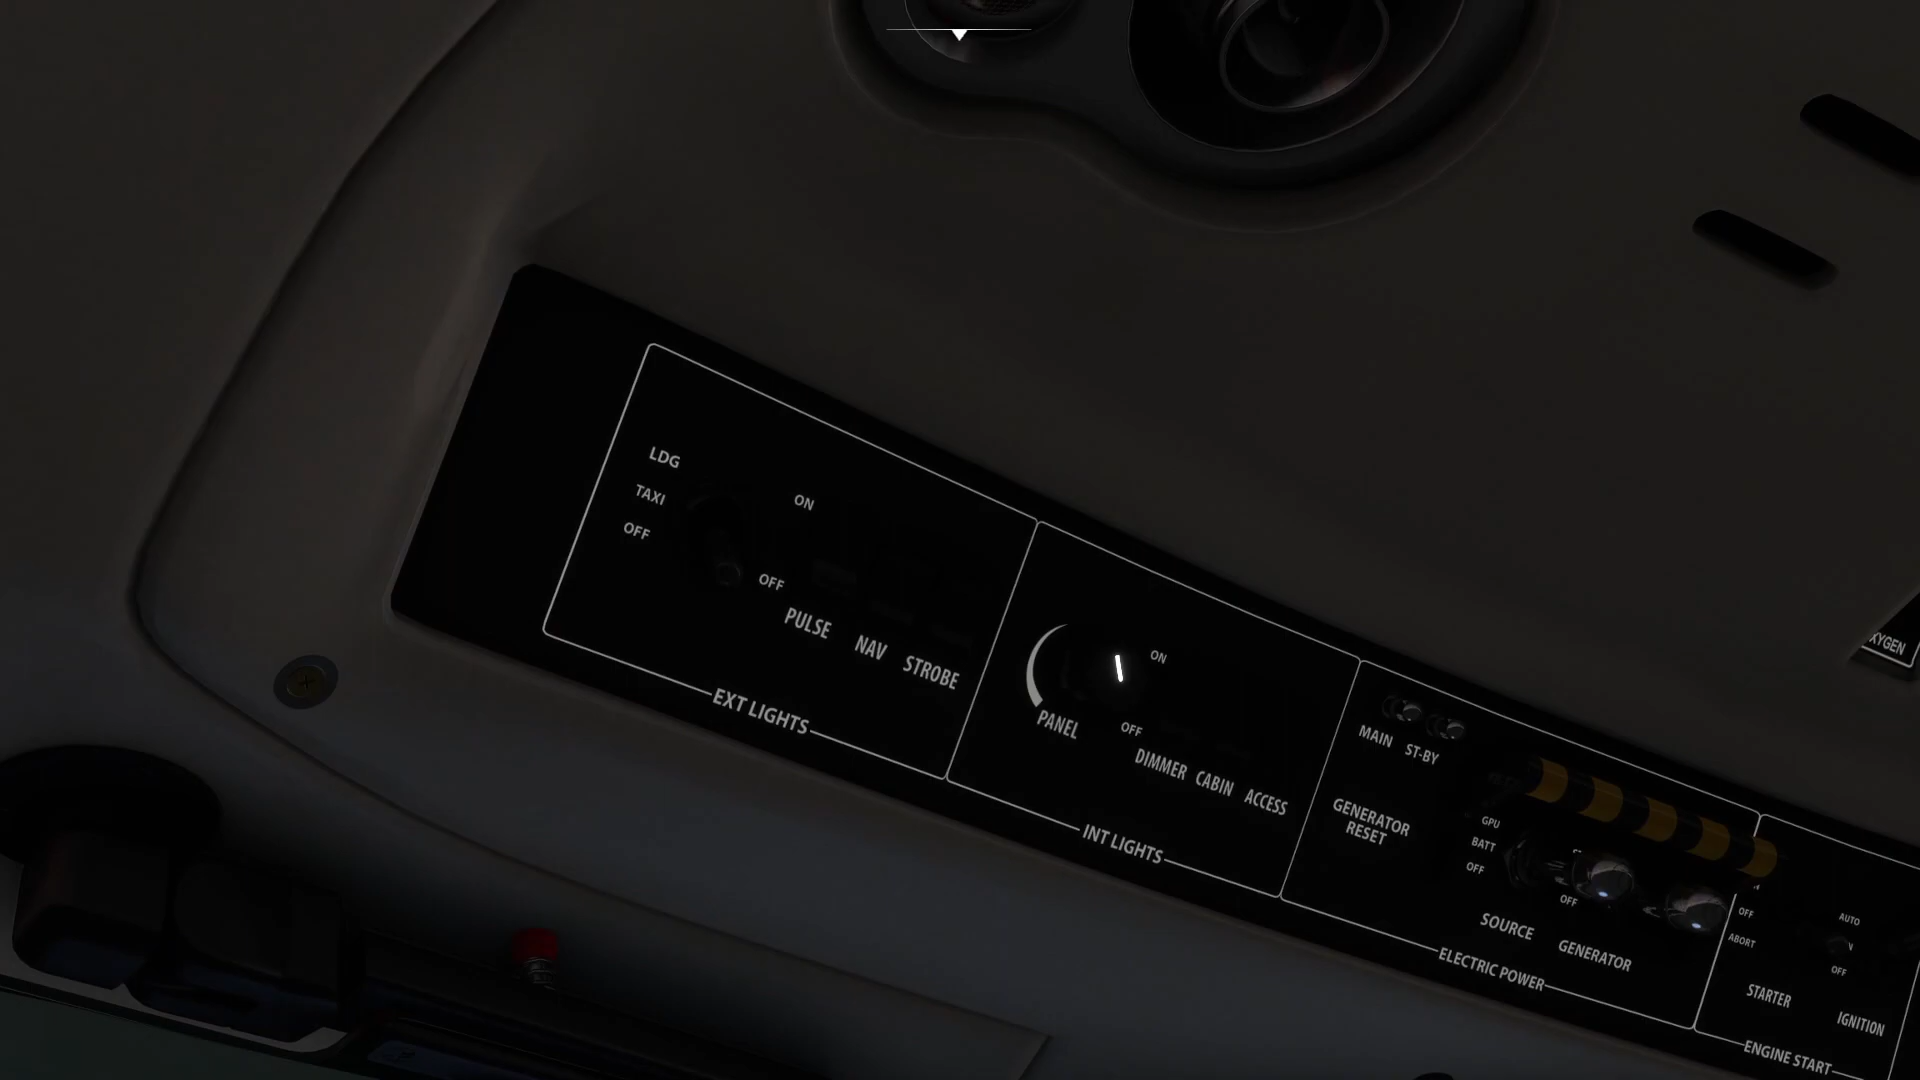 LDG
TAXI
OFF
ON
OFF
PULSE NAV STROBE
EXT LIGHTS
ON
OFF
PANEL
DIMMER CABIN ACCESS
INT LIGHTS
MAIN ST-BY
GENERATOR
RESET
GPU
BATT
OFF
OFF
SOURCE GENERATOR
ELECTRIC POWER
OFF
ABORT
AUTO
OFF
STARTER IGNITION
ENGINE START